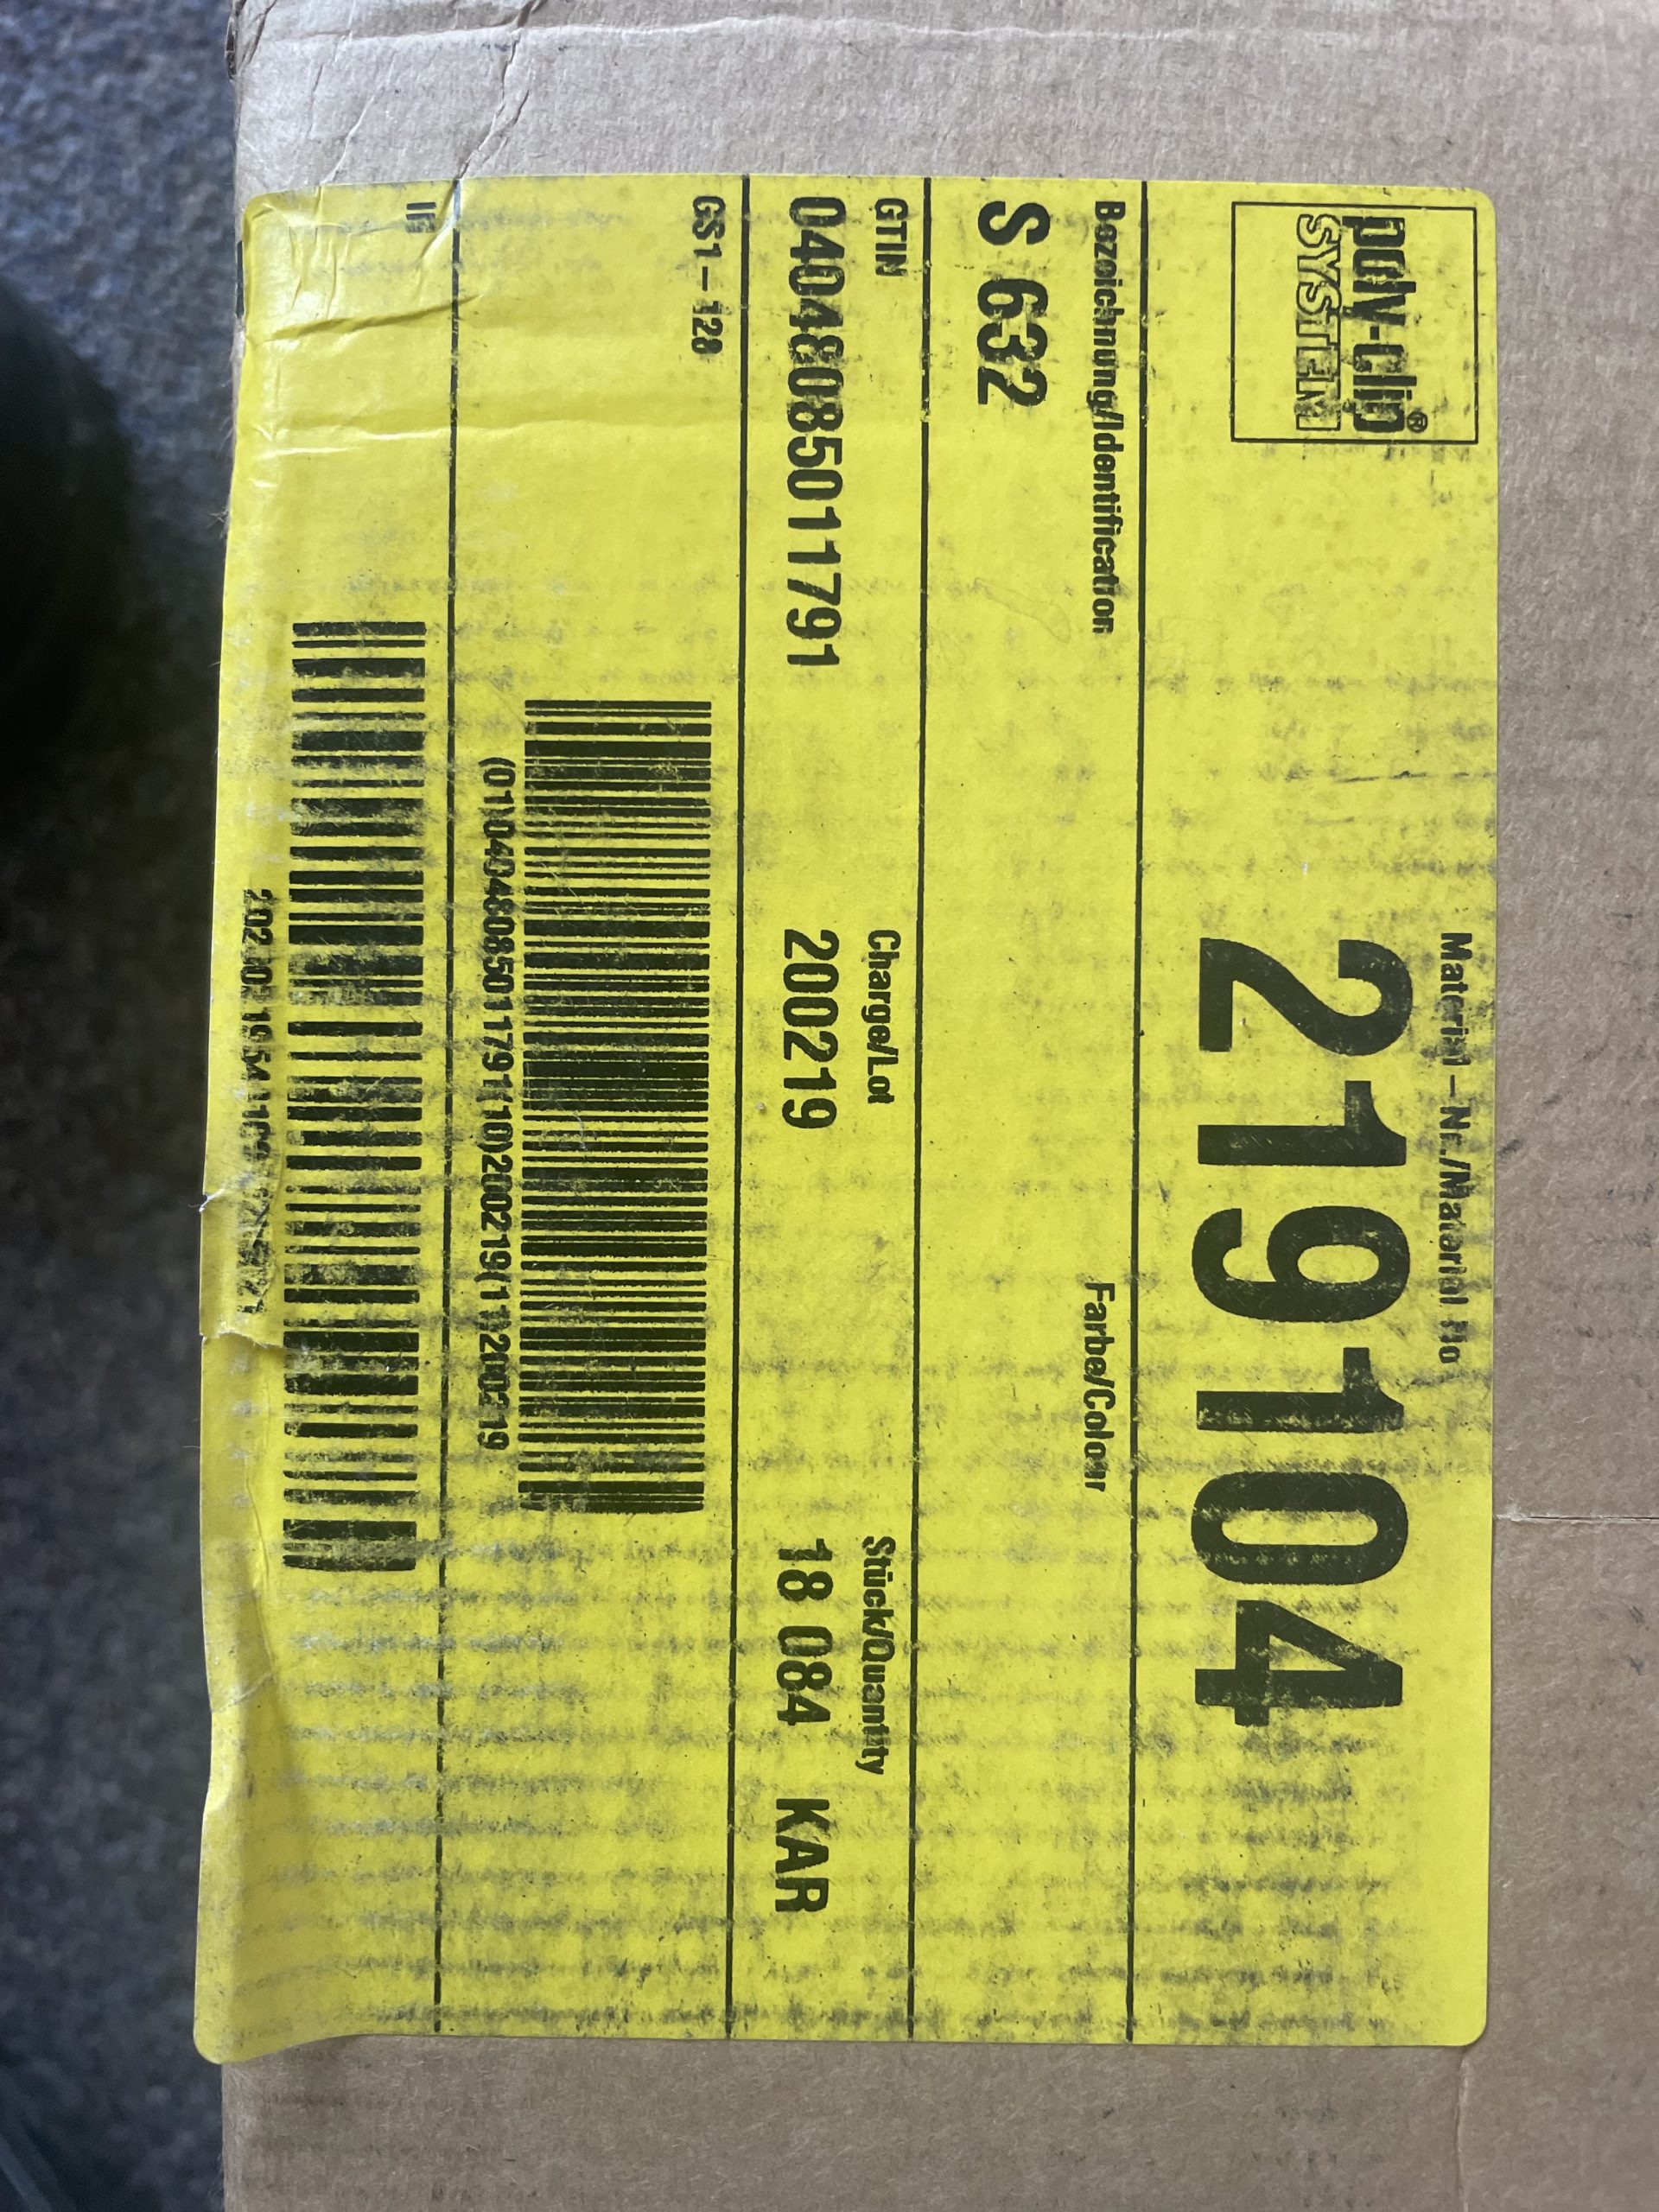 poly-clip®
SYSTEM
Material-Nr./Material No
219104
Bezeichnung/Identification
Farbe/Colour
S 632
GTIN
Charge/Lot
Stück/Quantity
04048085011791
200219
18 084 KAR
GS1-128
(01)04048085011791(10)200219(11)200219